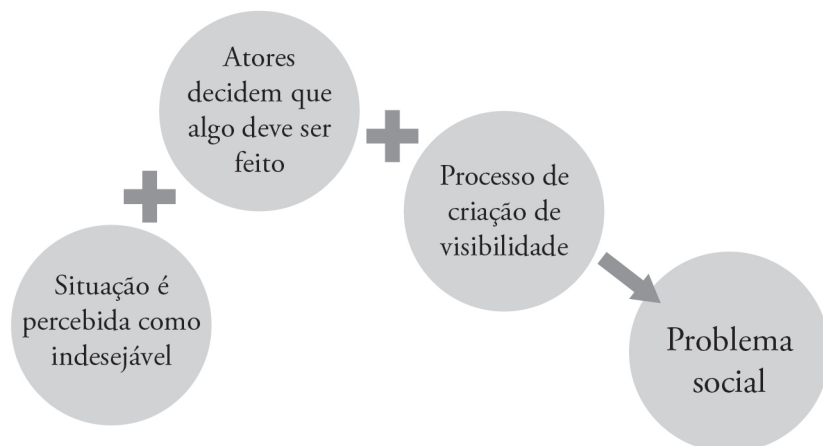 Situação é
percebida como
indesejável
Atores
decidem que
algo deve ser
feito
Processo de
criação de
visibilidade
Problema
social